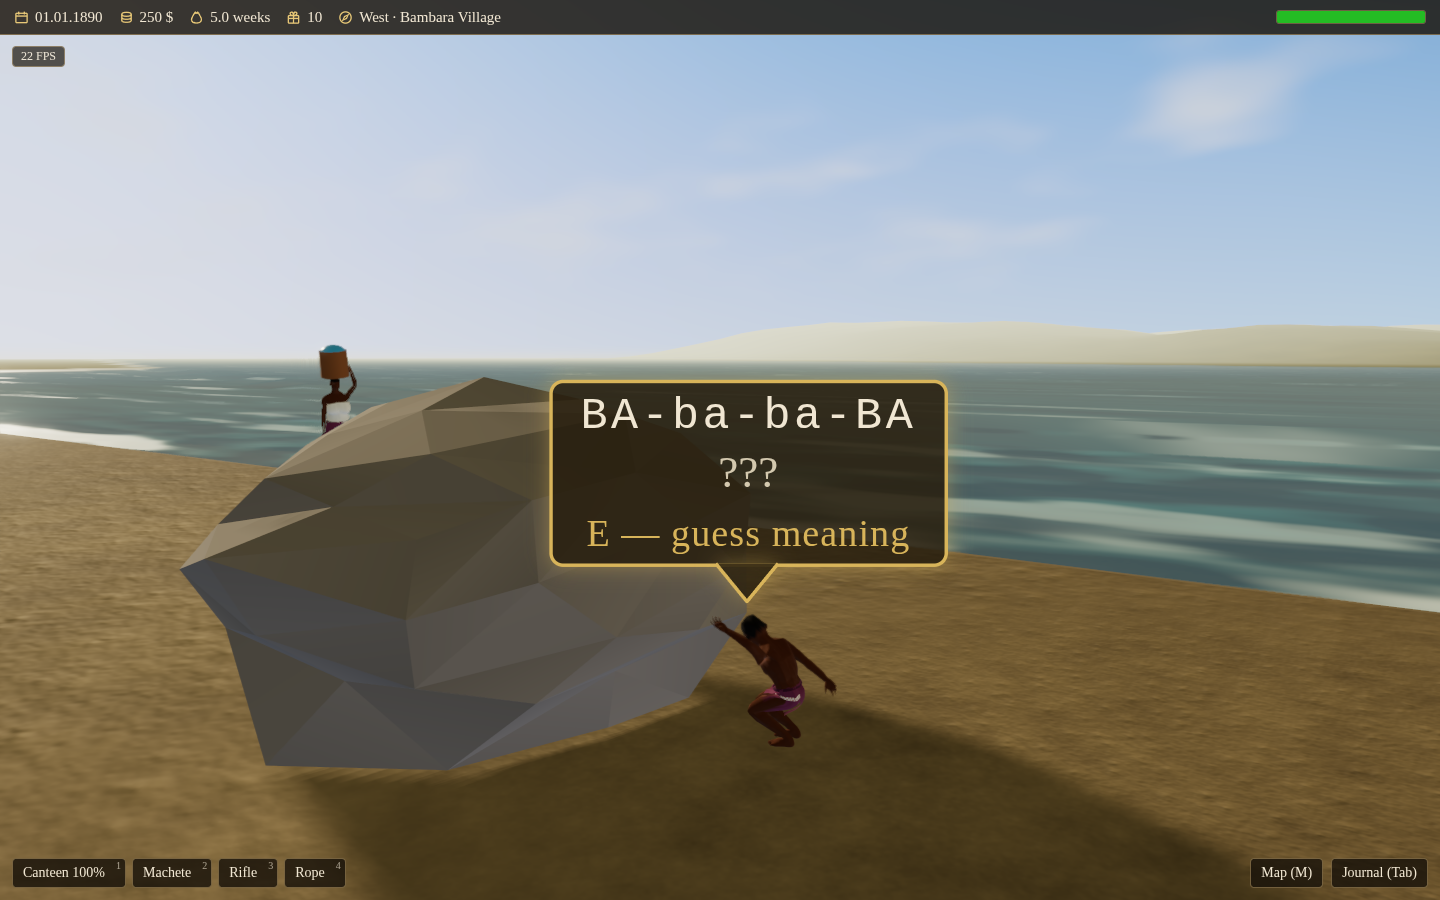 01.01.1890 250 $ 5.0 weeks 10 West · Bambara Village
22 FPS
BA-ba-ba-BA
???
E — guess meaning
Canteen 100% 1 Machete 2 Rifle 3 Rope 4 Map (M) Journal (Tab)